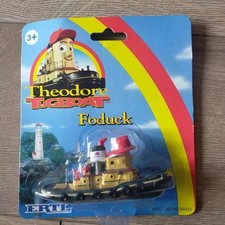 3+
Theodore
TUGBOAT
Foduck
ERTL